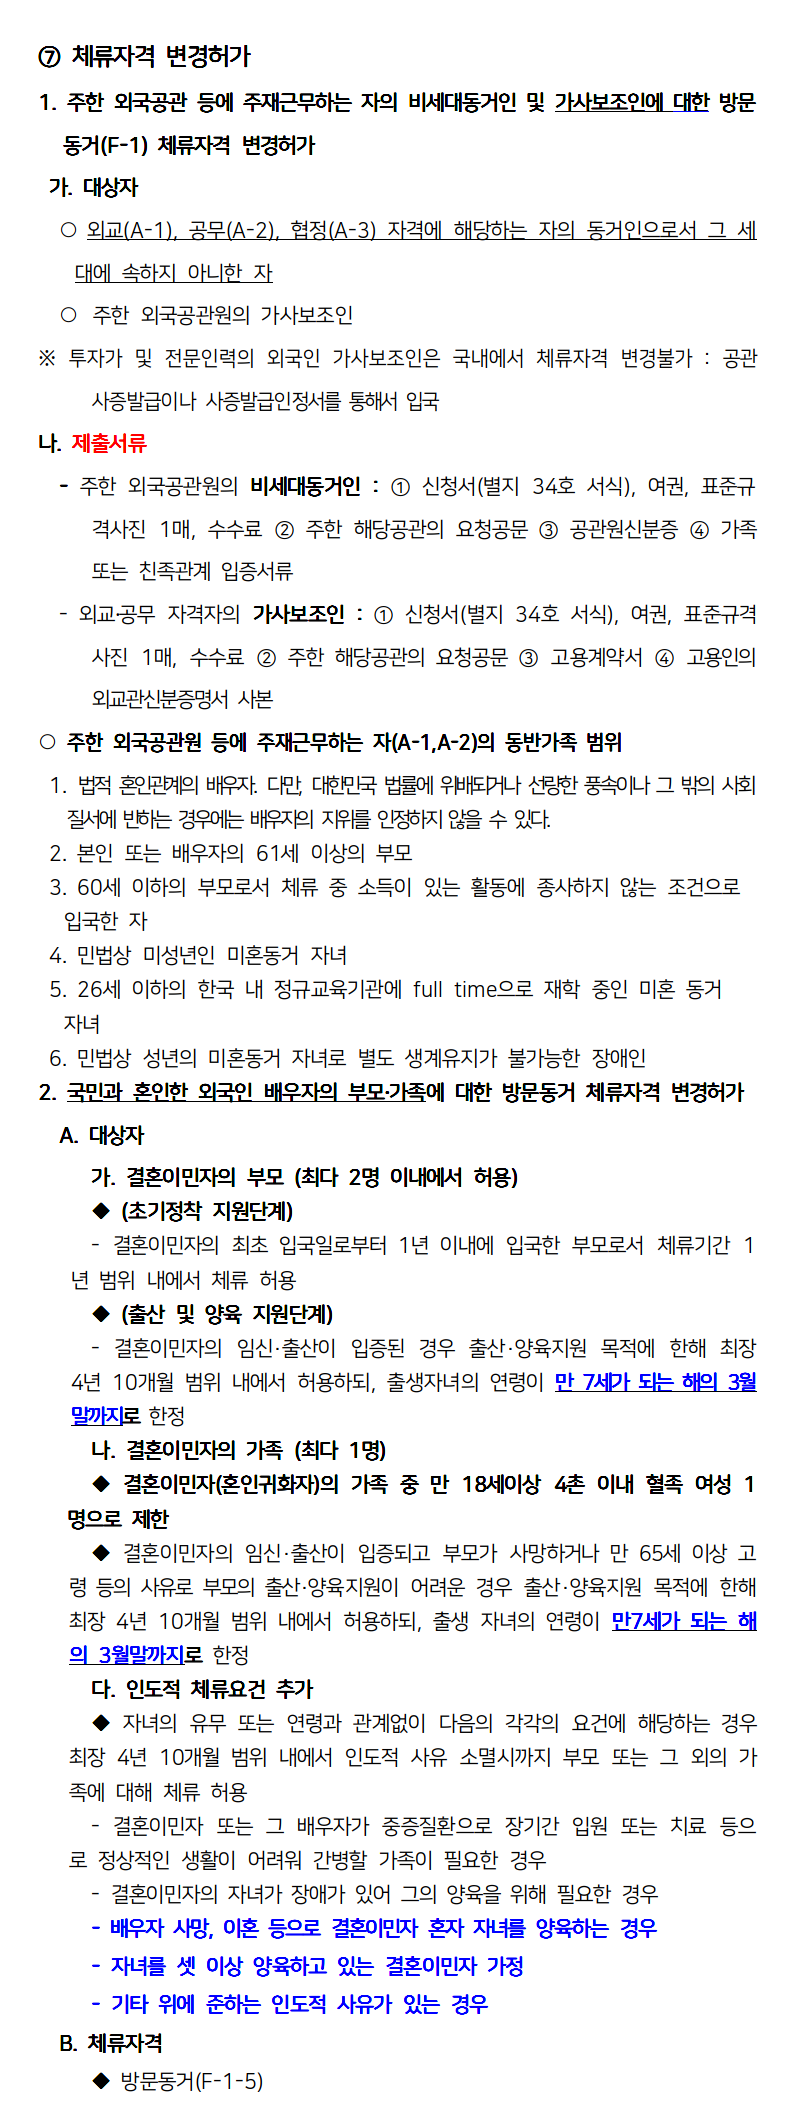 ⑦ 체류자격 변경허가
1. 주한 외국공관 등에 주재근무하는 자의 비세대동거인 및 가사보조인에 대한 방문
동거(F-1) 체류자격 변경허가
가. 대상자
○ 외교(A-1), 공무(A-2), 협정(A-3) 자격에 해당하는 자의 동거인으로서 그 세
대에 속하지 아니한 자
○ 주한 외국공관원의 가사보조인
※ 투자가 및 전문인력의 외국인 가사보조인은 국내에서 체류자격 변경불가 : 공관
사증발급이나 사증발급인정서를 통해서 입국
나. 제출서류
- 주한 외국공관원의 비세대동거인 : ① 신청서(별지 34호 서식), 여권, 표준규
격사진 1매, 수수료 ② 주한 해당공관의 요청공문 ③ 공관원신분증 ④ 가족
또는 친족관계 입증서류
- 외교·공무 자격자의 가사보조인 : ① 신청서(별지 34호 서식), 여권, 표준규격
사진 1매, 수수료 ② 주한 해당공관의 요청공문 ③ 고용계약서 ④ 고용인의
외교관신분증명서 사본
○ 주한 외국공관원 등에 주재근무하는 자(A-1,A-2)의 동반가족 범위
1. 법적 혼인관계의 배우자. 다만, 대한민국 법률에 위배되거나 선량한 풍속이나 그 밖의 사회
질서에 반하는 경우에는 배우자의 지위를 인정하지 않을 수 있다.
2. 본인 또는 배우자의 61세 이상의 부모
3. 60세 이하의 부모로서 체류 중 소득이 있는 활동에 종사하지 않는 조건으로
입국한 자
4. 민법상 미성년인 미혼동거 자녀
5. 26세 이하의 한국 내 정규교육기관에 full time으로 재학 중인 미혼 동거
자녀
6. 민법상 성년의 미혼동거 자녀로 별도 생계유지가 불가능한 장애인
2. 국민과 혼인한 외국인 배우자의 부모·가족에 대한 방문동거 체류자격 변경허가
A. 대상자
가. 결혼이민자의 부모 (최다 2명 이내에서 허용)
◆ (초기정착 지원단계)
- 결혼이민자의 최초 입국일로부터 1년 이내에 입국한 부모로서 체류기간 1
년 범위 내에서 체류 허용
◆ (출산 및 양육 지원단계)
- 결혼이민자의 임신·출산이 입증된 경우 출산·양육지원 목적에 한해 최장
4년 10개월 범위 내에서 허용하되, 출생자녀의 연령이 만 7세가 되는 해의 3월
말까지로 한정
나. 결혼이민자의 가족 (최다 1명)
◆ 결혼이민자(혼인귀화자)의 가족 중 만 18세이상 4촌 이내 혈족 여성 1
명으로 제한
◆ 결혼이민자의 임신·출산이 입증되고 부모가 사망하거나 만 65세 이상 고
령 등의 사유로 부모의 출산·양육지원이 어려운 경우 출산·양육지원 목적에 한해
최장 4년 10개월 범위 내에서 허용하되, 출생 자녀의 연령이 만7세가 되는 해
의 3월말까지로 한정
다. 인도적 체류요건 추가
◆ 자녀의 유무 또는 연령과 관계없이 다음의 각각의 요건에 해당하는 경우
최장 4년 10개월 범위 내에서 인도적 사유 소멸시까지 부모 또는 그 외의 가
족에 대해 체류 허용
- 결혼이민자 또는 그 배우자가 중증질환으로 장기간 입원 또는 치료 등으
로 정상적인 생활이 어려워 간병할 가족이 필요한 경우
- 결혼이민자의 자녀가 장애가 있어 그의 양육을 위해 필요한 경우
- 배우자 사망, 이혼 등으로 결혼이민자 혼자 자녀를 양육하는 경우
- 자녀를 셋 이상 양육하고 있는 결혼이민자 가정
- 기타 위에 준하는 인도적 사유가 있는 경우
B. 체류자격
◆ 방문동거(F-1-5)